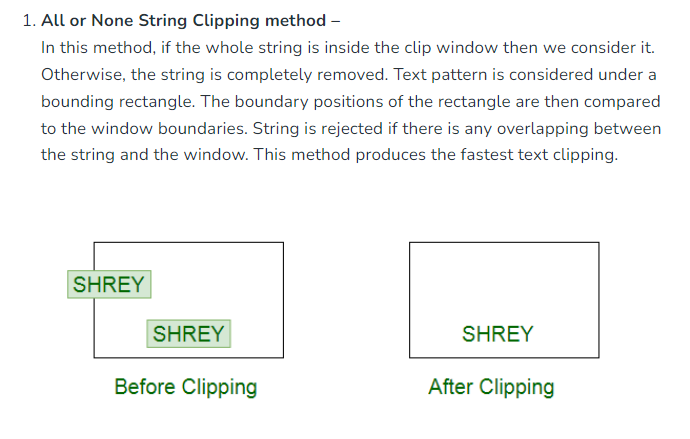 1. All or None String Clipping method –
In this method, if the whole string is inside the clip window then we consider it.
Otherwise, the string is completely removed. Text pattern is considered under a
bounding rectangle. The boundary positions of the rectangle are then compared
to the window boundaries. String is rejected if there is any overlapping between
the string and the window. This method produces the fastest text clipping.
SHREY
SHREY
Before Clipping
SHREY
After Clipping